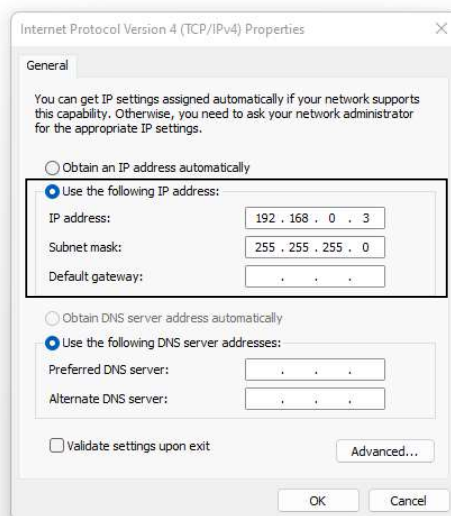 Internet Protocol Version 4 (TCP/IPv4) Properties
General
You can get IP settings assigned automatically if your network supports
this capability. Otherwise, you need to ask your network administrator
for the appropriate IP settings.
Obtain an IP address automatically
Use the following IP address:
IP address: 192 . 168 . 0 . 3
Subnet mask: 255 . 255 . 255 . 0
Default gateway: . . .
Obtain DNS server address automatically
Use the following DNS server addresses:
Preferred DNS server: . . .
Alternate DNS server: . . .
Validate settings upon exit
Advanced...
OK Cancel